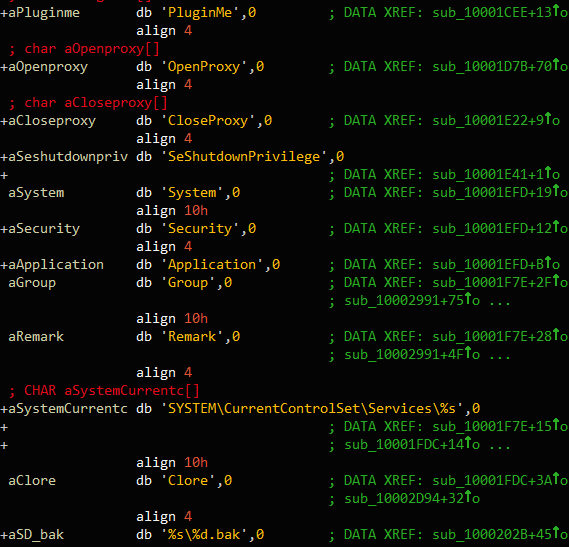 +aPluginme db 'PluginMe',0 ; DATA XREF: sub_10001CEE+13↑o
align 4
; char aOpenproxy[]
+aOpenproxy db 'OpenProxy',0 ; DATA XREF: sub_10001D7B+70↑o
align 4
; char aCloseproxy[]
+aCloseproxy db 'CloseProxy',0 ; DATA XREF: sub_10001E22+9↑o
align 4
+aSeshutdownpriv db 'SeShutdownPrivilege',0
+ ; DATA XREF: sub_10001E41+1↑o
aSystem db 'System',0 ; DATA XREF: sub_10001EFD+19↑o
align 10h
+aSecurity db 'Security',0 ; DATA XREF: sub_10001EFD+12↑o
align 4
+aApplication db 'Application',0 ; DATA XREF: sub_10001EFD+B↑o
aGroup db 'Group',0 ; DATA XREF: sub_10001F7E+2F↑o
; sub_10002991+75↑o ...
align 10h
aRemark db 'Remark',0 ; DATA XREF: sub_10001F7E+28↑o
; sub_10002991+4F↑o ...
align 4
; CHAR aSystemCurrentc[]
+aSystemCurrentc db 'SYSTEM\CurrentControlSet\Services\%s',0
+ ; DATA XREF: sub_10001F7E+15↑o
+ ; sub_10001FDC+14↑o ...
align 10h
aClore db 'Clore',0 ; DATA XREF: sub_10001FDC+3A↑o
; sub_10002D94+32↑o
align 4
+aSD_bak db '%s\%d.bak',0 ; DATA XREF: sub_1000202B+45↑o